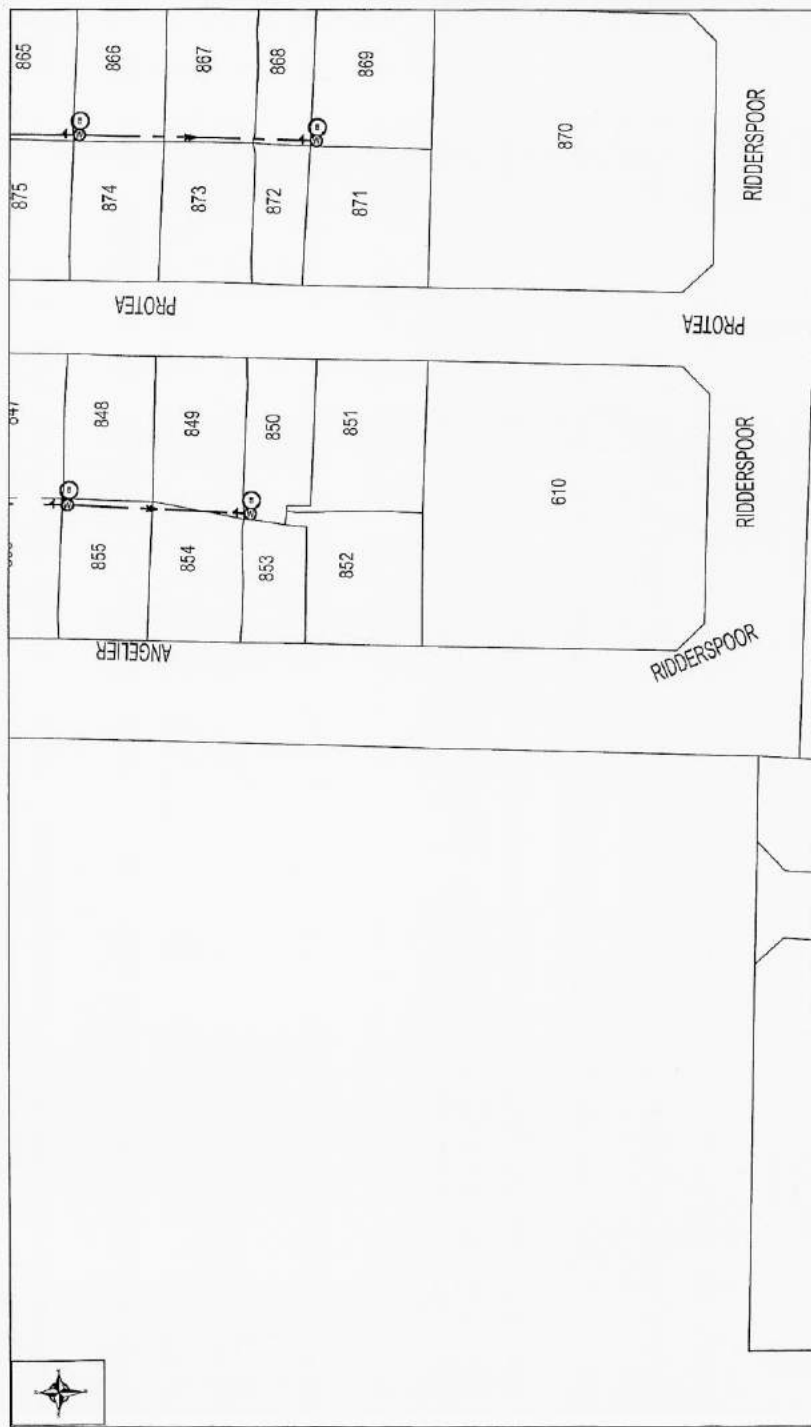 865
866
867
868
869
875
874
873
872
871
870
RIDDERSPOOR
PROTEA
PROTEA
848
849
850
851
610
RIDDERSPOOR
855
854
853
852
ANGELIER
RIDDERSPOOR
W
W
W
W